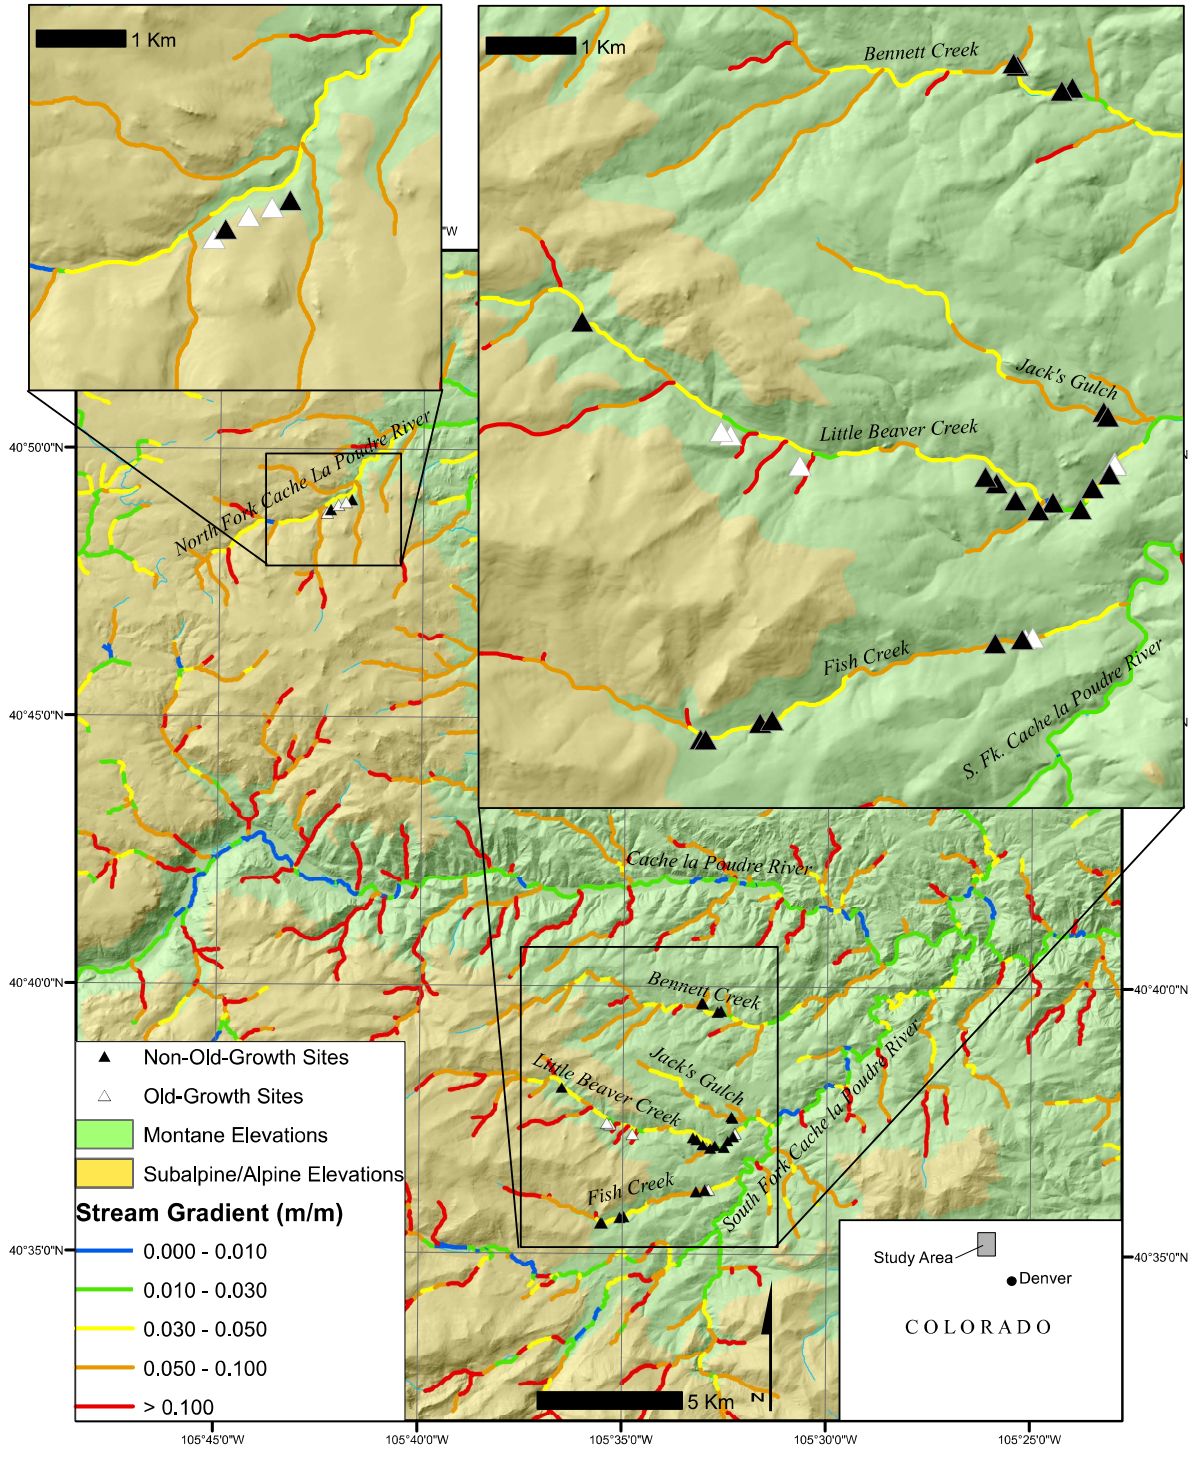 1 Km
1 Km
Bennett Creek
Jack's Gulch
Little Beaver Creek
Fish Creek
S. Fk. Cache la Poudre River
°W
North Fork Cache La Poudre River
40°50'0"N
40°45'0"N
40°40'0"N
40°40'0"N
40°35'0"N
40°35'0"N
Cache la Poudre River
Bennett Creek
Jack's Gulch
Little Beaver Creek
Fish Creek
South Fork Cache la Poudre River
Non-Old-Growth Sites
Old-Growth Sites
Montane Elevations
Subalpine/Alpine Elevations
Stream Gradient (m/m)
0.000 - 0.010
0.010 - 0.030
0.030 - 0.050
0.050 - 0.100
> 0.100
5 Km
N
Study Area
Denver
COLORADO
105°45'0"W
105°40'0"W
105°35'0"W
105°30'0"W
105°25'0"W